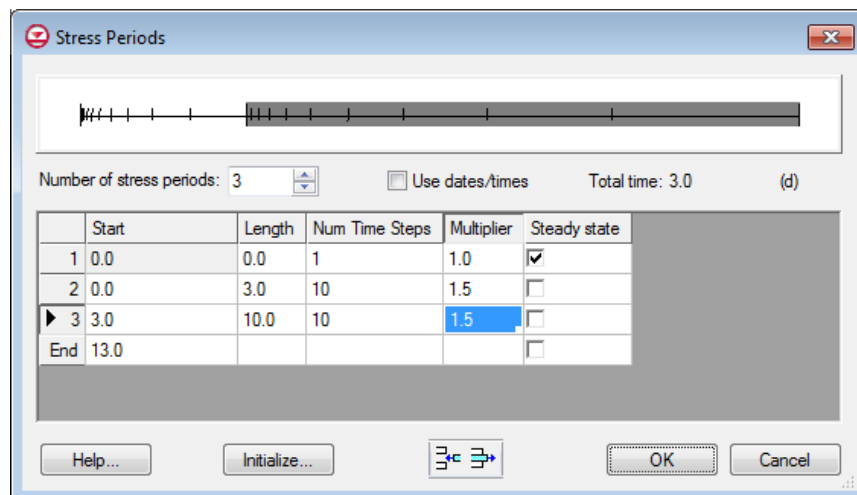 Stress Periods
Number of stress periods: 3 Use dates/times Total time: 3.0 (d)
Start Length Num Time Steps Multiplier Steady state
1 0.0 0.0 1 1.0
2 0.0 3.0 10 1.5
3 3.0 10.0 10 1.5
End 13.0
Help... Initialize... OK Cancel